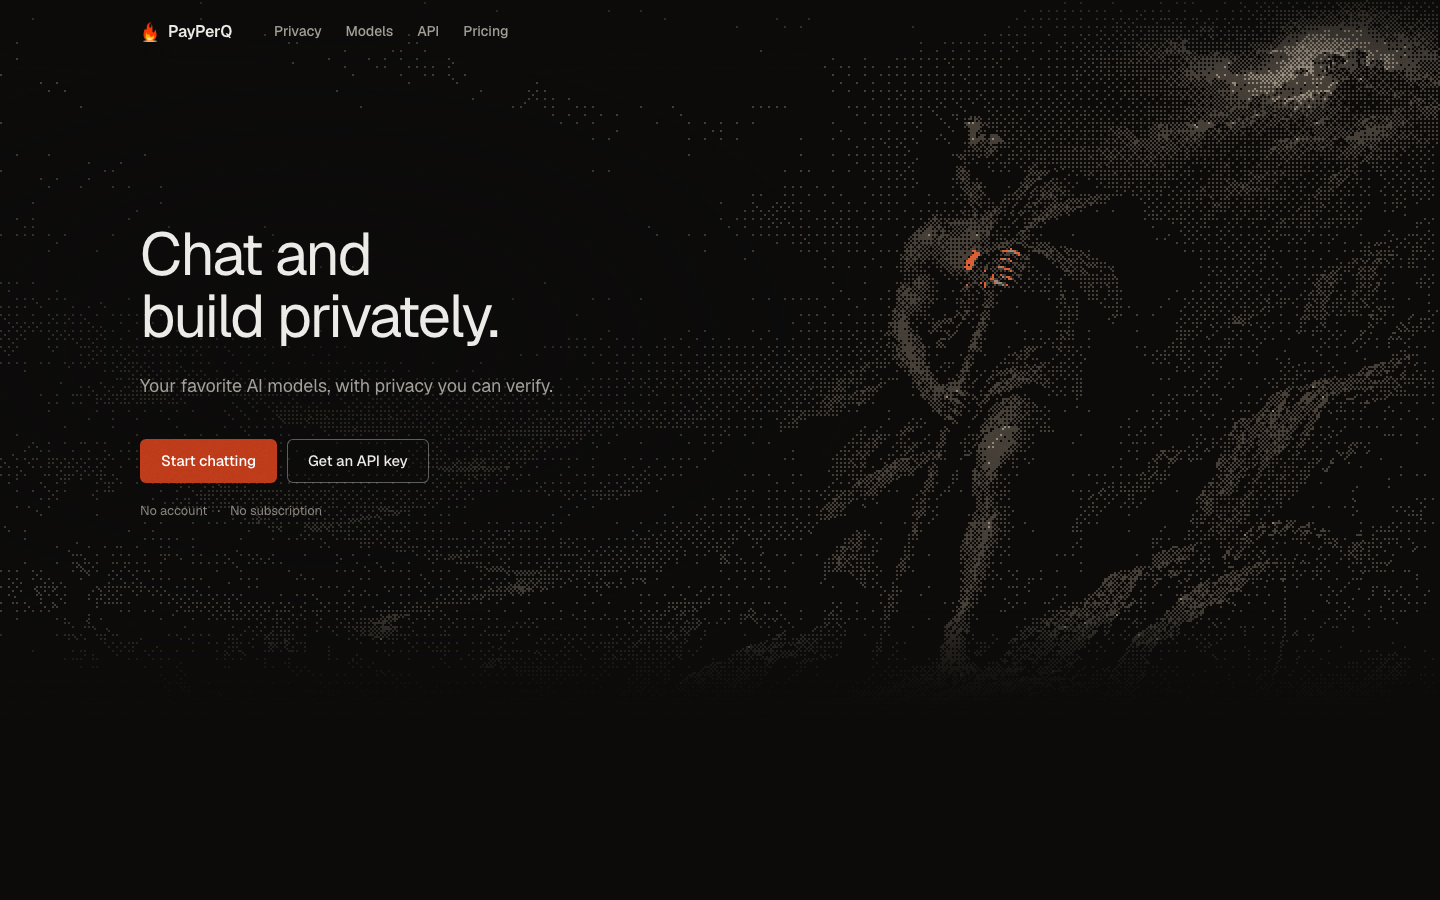 PayPerQ
Privacy
Models
API
Pricing
Chat and
build privately.
Your favorite AI models, with privacy you can verify.
Start chatting
Get an API key
No account · No subscription